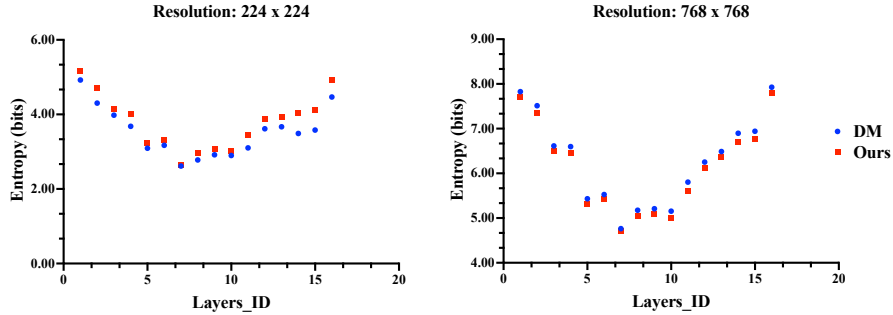 Resolution: 224 x 224
Entropy (bits)
6.00
4.00
2.00
0.00
0
5
10
15
20
Layers_ID
Resolution: 768 x 768
Entropy (bits)
9.00
8.00
7.00
6.00
5.00
4.00
0
5
10
15
20
Layers_ID
DM
Ours